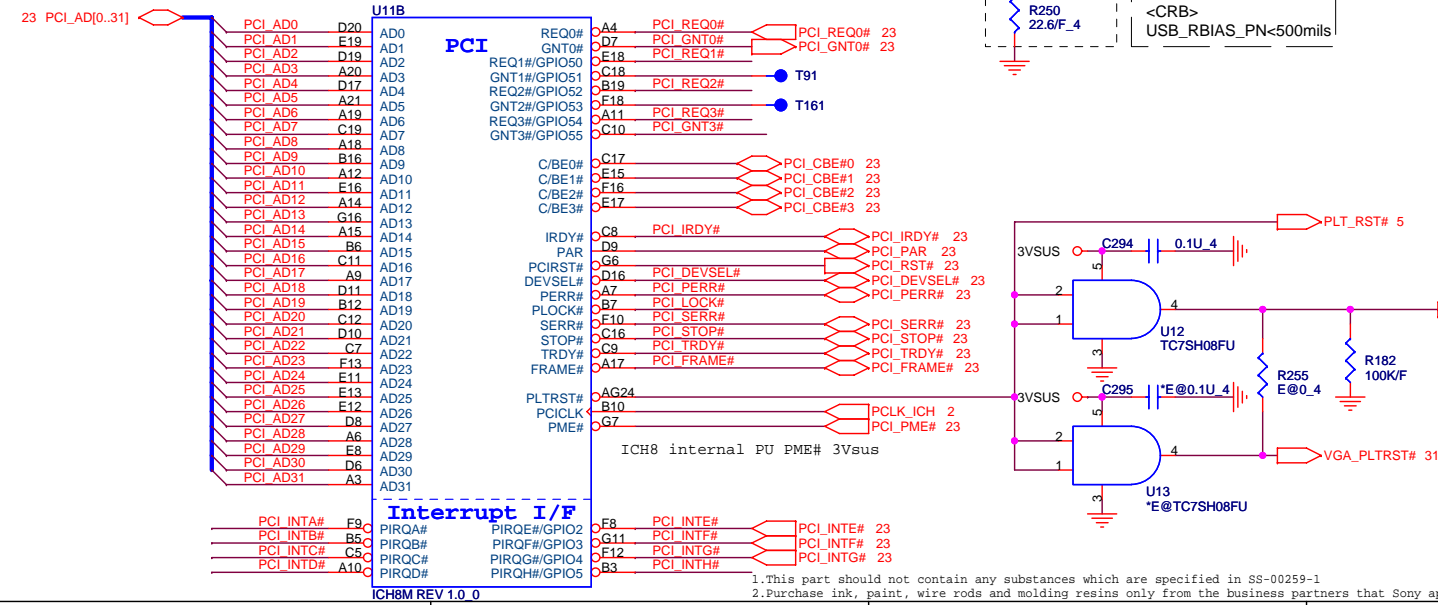 23 PCI_AD[0..31]
U11B
PCI
PCI_AD0 D20 AD0
PCI_AD1 E19 AD1
PCI_AD2 D19 AD2
PCI_AD3 A20 AD3
PCI_AD4 D17 AD4
PCI_AD5 A21 AD5
PCI_AD6 A19 AD6
PCI_AD7 C19 AD7
PCI_AD8 A18 AD8
PCI_AD9 B16 AD9
PCI_AD10 A12 AD10
PCI_AD11 E16 AD11
PCI_AD12 A14 AD12
PCI_AD13 G16 AD13
PCI_AD14 A15 AD14
PCI_AD15 B6 AD15
PCI_AD16 C11 AD16
PCI_AD17 A9 AD17
PCI_AD18 D11 AD18
PCI_AD19 B12 AD19
PCI_AD20 C12 AD20
PCI_AD21 D10 AD21
PCI_AD22 C7 AD22
PCI_AD23 F13 AD23
PCI_AD24 E11 AD24
PCI_AD25 E13 AD25
PCI_AD26 E12 AD26
PCI_AD27 D8 AD27
PCI_AD28 A6 AD28
PCI_AD29 E8 AD29
PCI_AD30 D6 AD30
PCI_AD31 A3 AD31
REQ0# A4 PCI_REQ0# PCI_REQ0# 23
GNT0# D7 PCI_GNT0# PCI_GNT0# 23
REQ1#/GPIO50 E18 PCI_REQ1#
GNT1#/GPIO51 C18 T91
REQ2#/GPIO52 B19 PCI_REQ2#
GNT2#/GPIO53 F18 T161
REQ3#/GPIO54 A11 PCI_REQ3#
GNT3#/GPIO55 C10 PCI_GNT3#
C/BE0# C17 PCI_CBE#0 23
C/BE1# E15 PCI_CBE#1 23
C/BE2# F16 PCI_CBE#2 23
C/BE3# E17 PCI_CBE#3 23
IRDY# C8 PCI_IRDY# PCI_IRDY# 23
PAR D9 PCI_PAR 23
PCIRST# G6 PCI_RST# 23
DEVSEL# D16 PCI_DEVSEL# PCI_DEVSEL# 23
PERR# A7 PCI_PERR# PCI_PERR# 23
PLOCK# B7 PCI_LOCK#
SERR# F10 PCI_SERR# PCI_SERR# 23
STOP# C16 PCI_STOP# PCI_STOP# 23
TRDY# C9 PCI_TRDY# PCI_TRDY# 23
FRAME# A17 PCI_FRAME# PCI_FRAME# 23
PLTRST# AG24
PCICLK B10 PCLK_ICH 2
PME# G7 PCI_PME# 23
ICH8 internal PU PME# 3Vsus
Interrupt I/F
PCI_INTA# F9 PIRQA#
PCI_INTB# B5 PIRQB#
PCI_INTC# C5 PIRQC#
PCI_INTD# A10 PIRQD#
PIRQE#/GPIO2 F8 PCI_INTE# PCI_INTE# 23
PIRQF#/GPIO3 G11 PCI_INTF# PCI_INTF# 23
PIRQG#/GPIO4 F12 PCI_INTG# PCI_INTG# 23
PIRQH#/GPIO5 B3 PCI_INTH#
ICH8M REV 1.0_0
R250
22.6/F_4
<CRB>
USB_RBIAS_PN<500mils
PLT_RST# 5
3VSUS C294 0.1U_4
5
2
1
4
3
U12
TC7SH08FU
R255
E@0_4
R182
100K/F
3VSUS C295 *E@0.1U_4
5
2
1
4
3
VGA_PLTRST# 31
U13
*E@TC7SH08FU
1.This part should not contain any substances which are specified in SS-00259-1
2.Purchase ink, paint, wire rods and molding resins only from the business partners that Sony